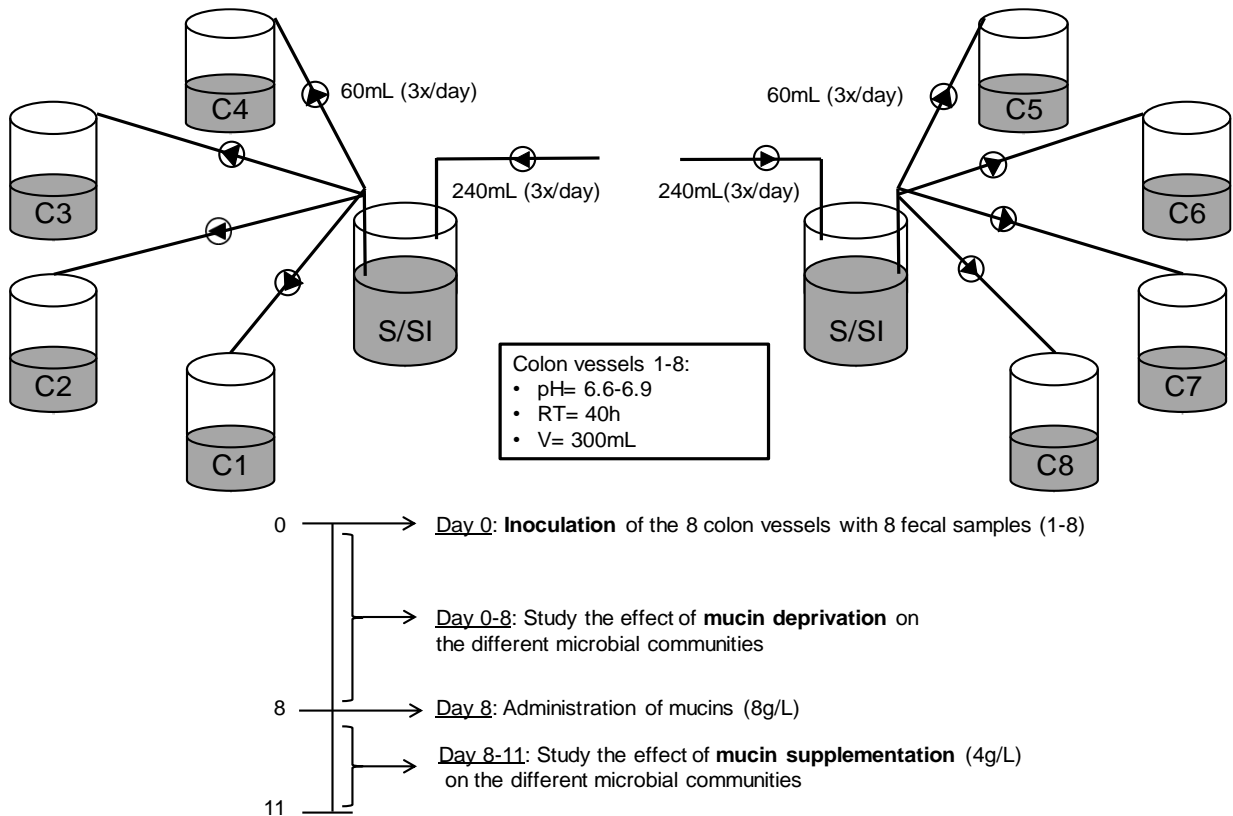 C4
60mL (3x/day)
60mL (3x/day)
C5
C3
240mL (3x/day)
240mL(3x/day)
C6
C2
S/SI
S/SI
C7
C1
C8
Colon vessels 1-8:
• pH= 6.6-6.9
• RT= 40h
• V= 300mL
0
Day 0: Inoculation of the 8 colon vessels with 8 fecal samples (1-8)
Day 0-8: Study the effect of mucin deprivation on
the different microbial communities
8
Day 8: Administration of mucins (8g/L)
Day 8-11: Study the effect of mucin supplementation (4g/L)
on the different microbial communities
11